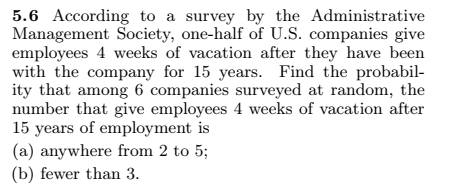 5.6 According to a survey by the Administrative
Management Society, one-half of U.S. companies give
employees 4 weeks of vacation after they have been
with the company for 15 years. Find the probabil-
ity that among 6 companies surveyed at random, the
number that give employees 4 weeks of vacation after
15 years of employment is
(a) anywhere from 2 to 5;
(b) fewer than 3.